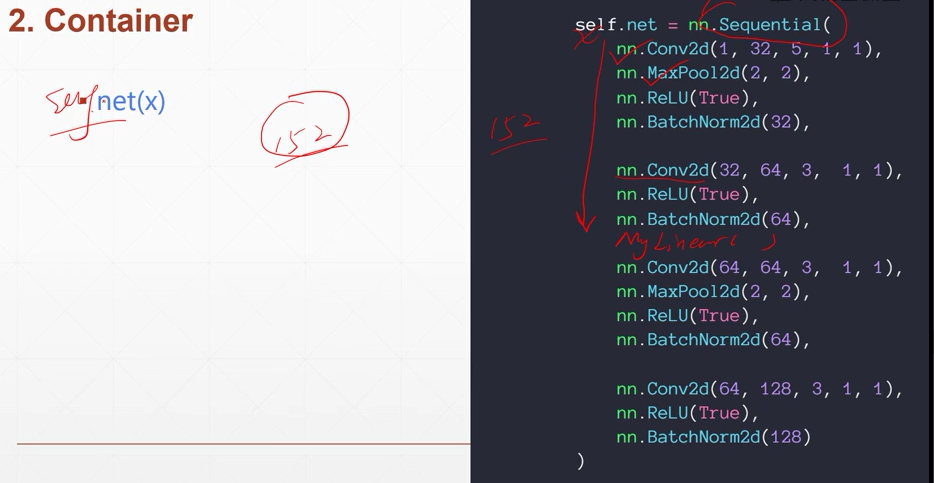 2. Container
self.net(x)
152
152
self.net = nn.Sequential(
nn.Conv2d(1, 32, 5, 1, 1),
nn.MaxPool2d(2, 2),
nn.ReLU(True),
nn.BatchNorm2d(32),
nn.Conv2d(32, 64, 3, 1, 1),
nn.ReLU(True),
nn.BatchNorm2d(64),
MyLinear( )
nn.Conv2d(64, 64, 3, 1, 1),
nn.MaxPool2d(2, 2),
nn.ReLU(True),
nn.BatchNorm2d(64),
nn.Conv2d(64, 128, 3, 1, 1),
nn.ReLU(True),
nn.BatchNorm2d(128)
)